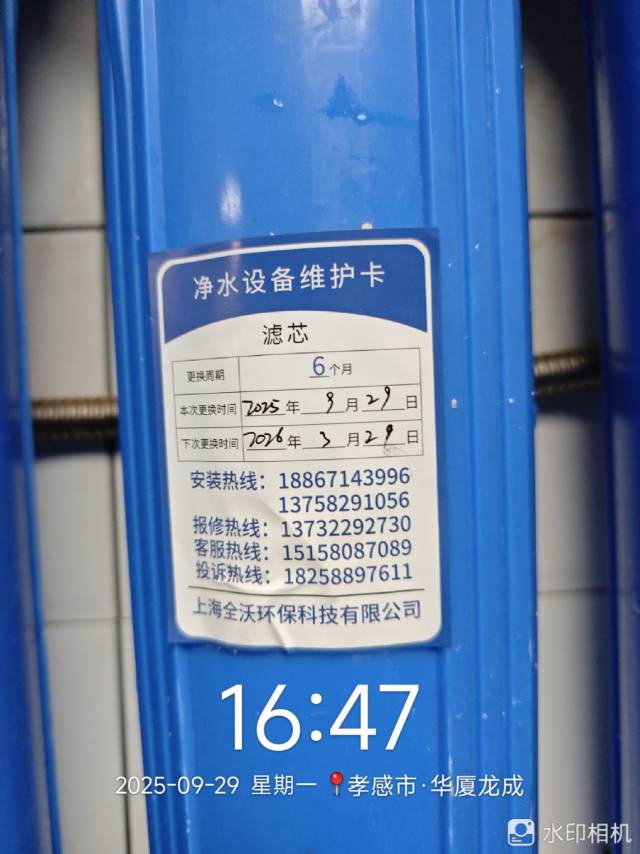 净水设备维护卡
滤芯
更换周期 6个月
本次更换时间 2025年 9月 29日
下次更换时间 2026年 3月 29日
安装热线：18867143996
13758291056
报修热线：13732292730
客服热线：15158087089
投诉热线：18258897611
上海全沃环保科技有限公司
16:47
2025-09-29 星期一 📍孝感市·华厦龙成
水印相机